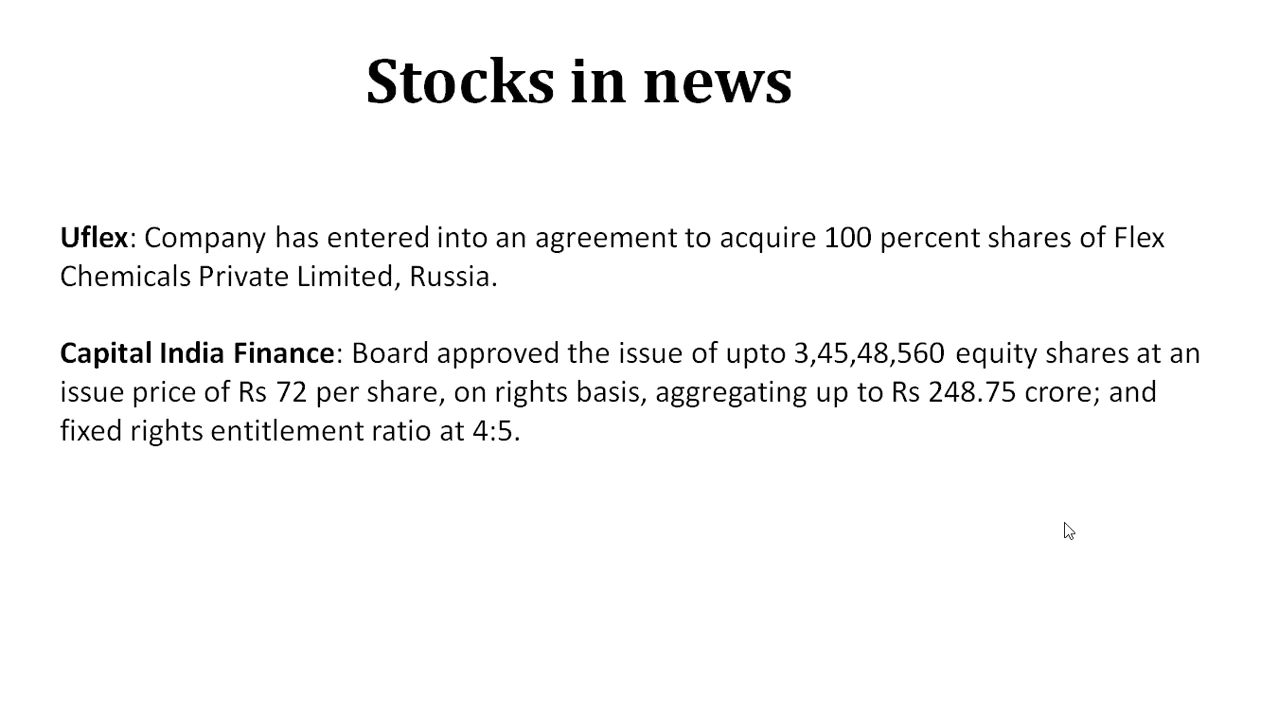 Stocks in news
Uflex: Company has entered into an agreement to acquire 100 percent shares of Flex
Chemicals Private Limited, Russia.
Capital India Finance: Board approved the issue of upto 3,45,48,560 equity shares at an
issue price of Rs 72 per share, on rights basis, aggregating up to Rs 248.75 crore; and
fixed rights entitlement ratio at 4:5.